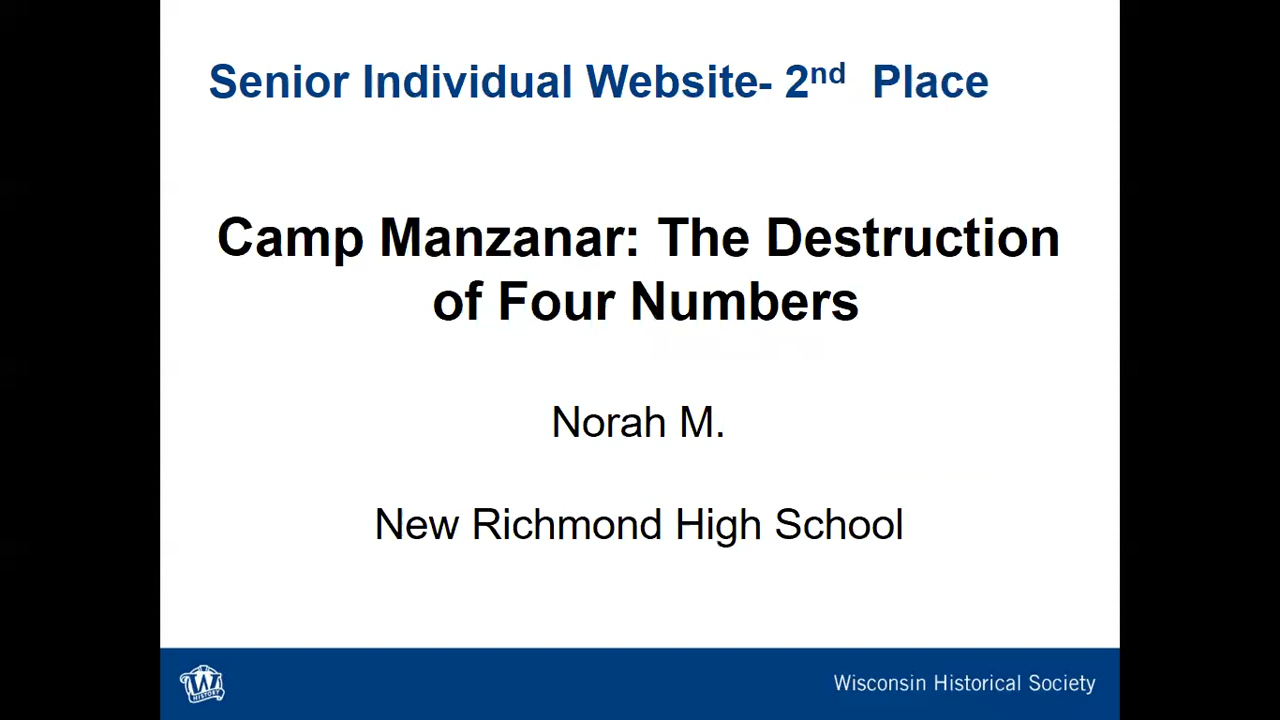 Senior Individual Website- 2nd Place
Camp Manzanar: The Destruction
of Four Numbers
Norah M.
New Richmond High School
W
HISTORY
Wisconsin Historical Society